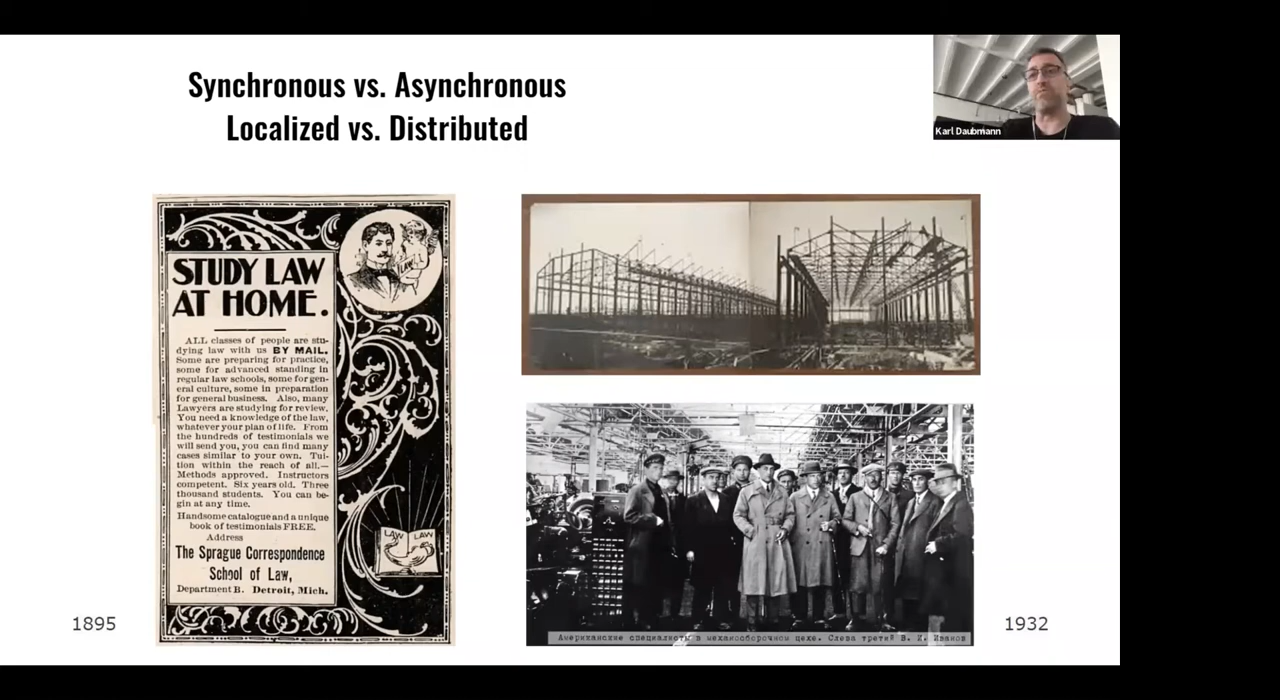 Synchronous vs. Asynchronous
Localized vs. Distributed
Karl Daubmann
STUDY LAW
AT HOME.
ALL classes of people are stu-
dying law with us BY MAIL.
Some are preparing for practice,
some for advanced standing in
regular law schools, some for gen-
eral culture, some in preparation
for general business. Also, many
Lawyers are studying for review.
You need a knowledge of the law,
whatever your plan of life. From
the hundreds of testimonials we
will send you, you can find many
cases similar to your own. Tui-
tion within the reach of all.—
Methods approved. Instructors
competent. Six years old. Three
thousand students. You can be-
gin at any time.
Handsome catalogue and a unique
book of testimonials FREE.
Address
The Sprague Correspondence
School of Law,
Department B. Detroit, Mich.
LAW LAW
1895
Американские специалисты в механосборочном цехе. Слева третий В. И. Иванов
1932